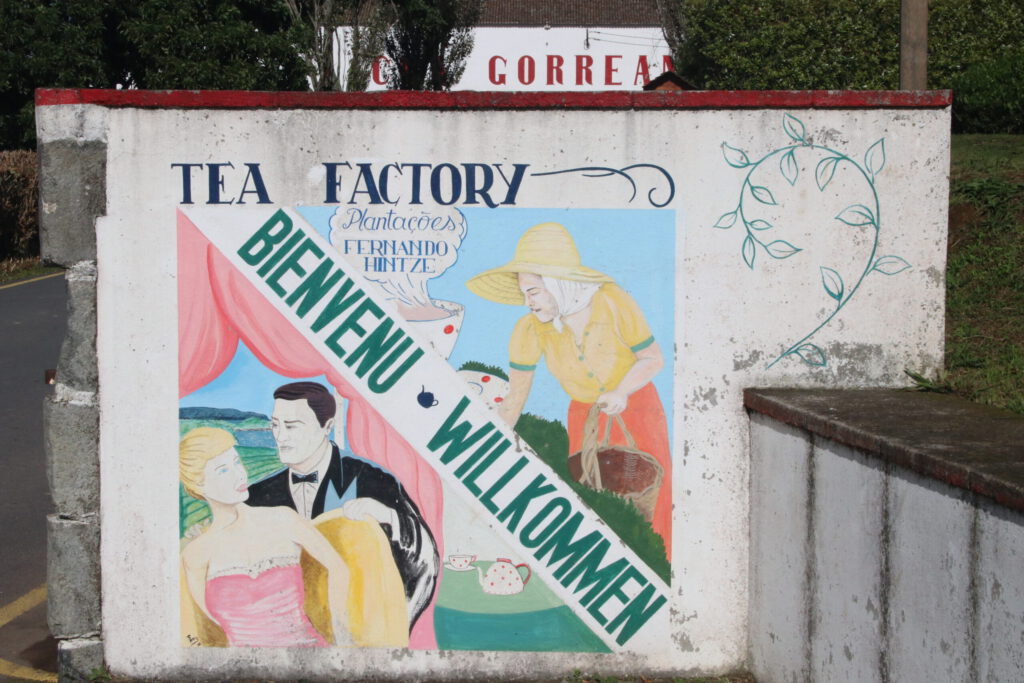 GORREAN
TEA FACTORY
Plantações
FERNANDO
HINTZE
BIENVENU
WILLKOMMEN